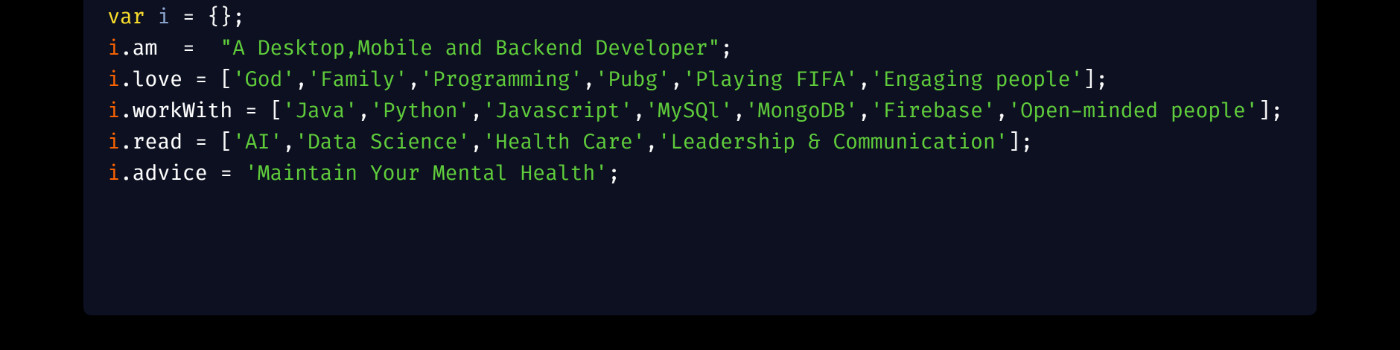 var i = {};
i.am  =  "A Desktop,Mobile and Backend Developer";
i.love = ['God','Family','Programming','Pubg','Playing FIFA','Engaging people'];
i.workWith = ['Java','Python','Javascript','MySQl','MongoDB','Firebase','Open-minded people'];
i.read = ['AI','Data Science','Health Care','Leadership & Communication'];
i.advice = 'Maintain Your Mental Health';